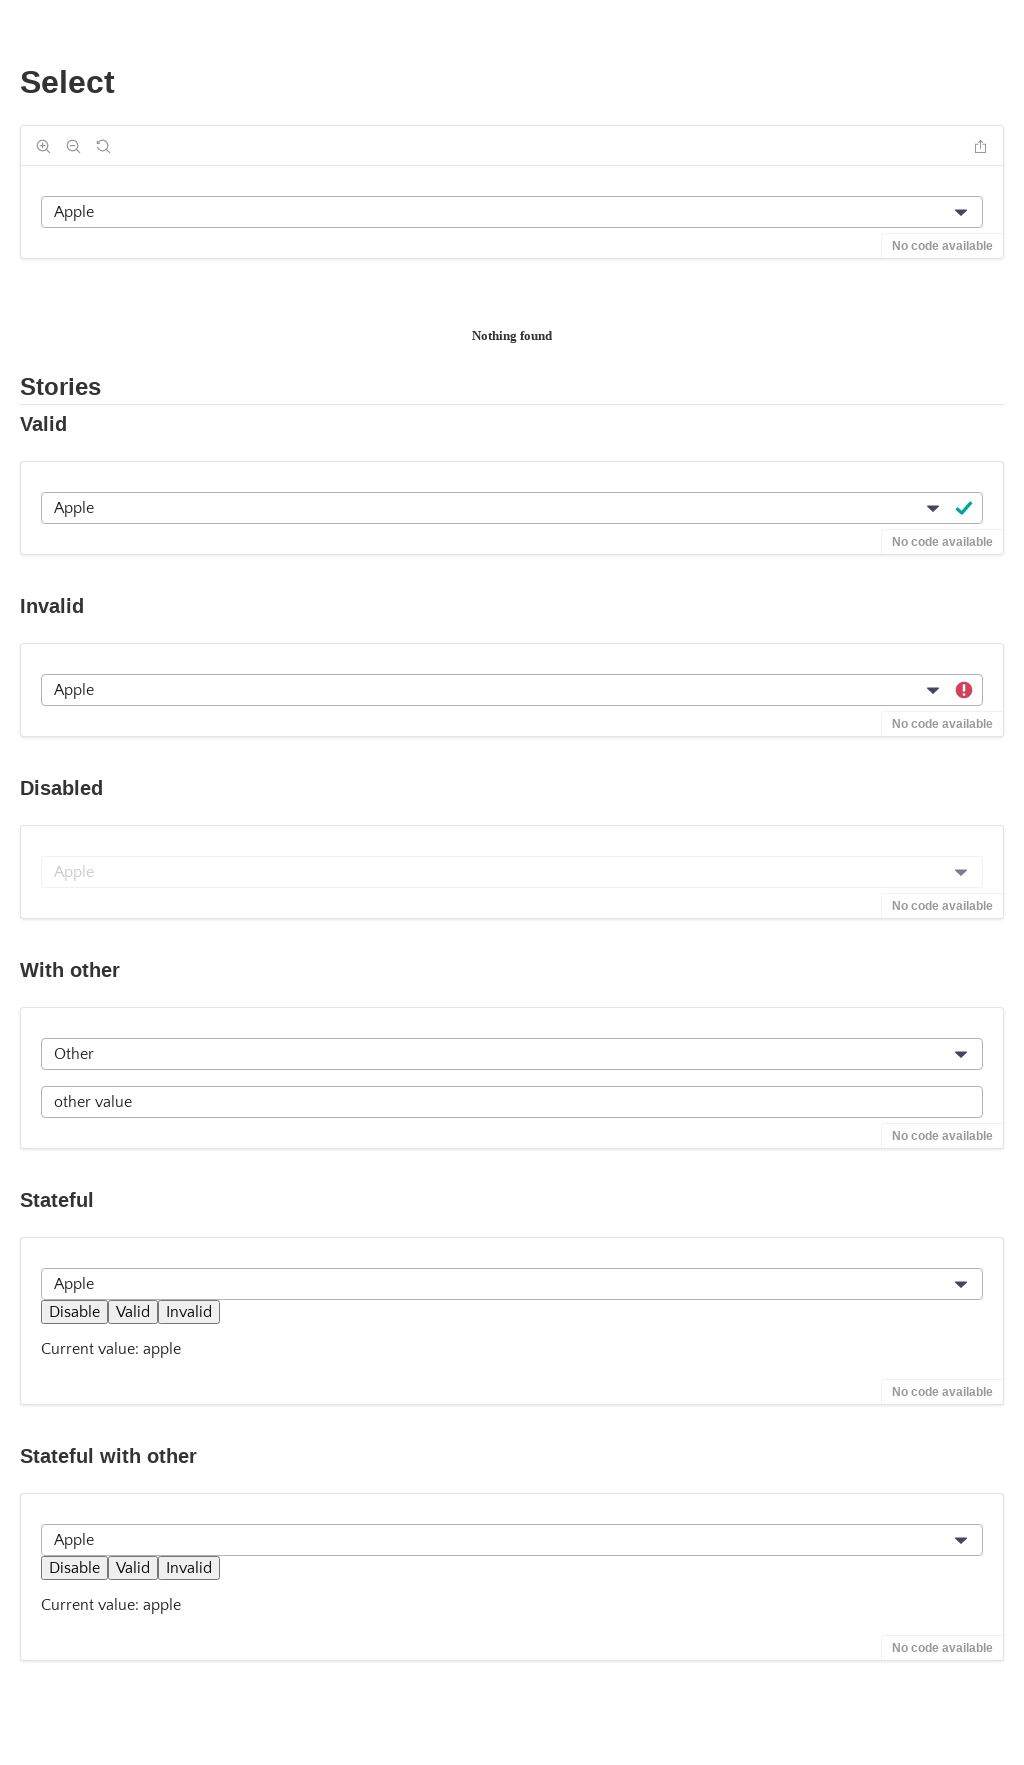 Select
Apple
No code available
Nothing found
Stories
Valid
Apple
No code available
Invalid
Apple
No code available
Disabled
Apple
No code available
With other
Other
other value
No code available
Stateful
Apple
Disable Valid Invalid
Current value: apple
No code available
Stateful with other
Apple
Disable Valid Invalid
Current value: apple
No code available